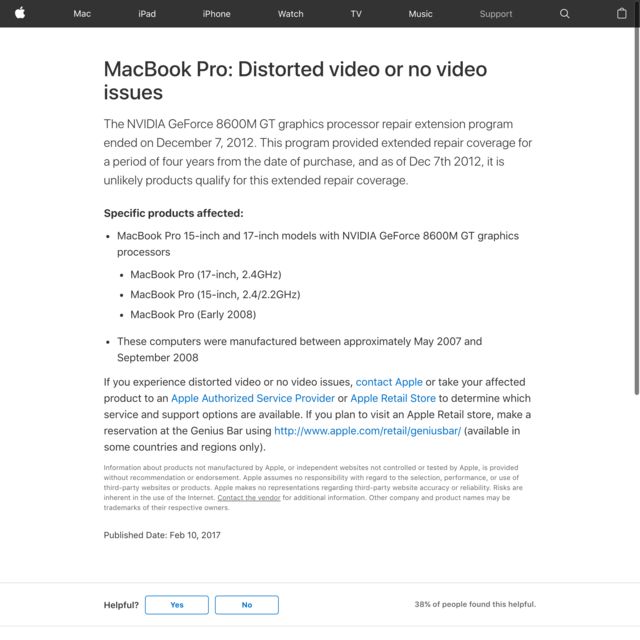 Mac iPad iPhone Watch TV Music Support
MacBook Pro: Distorted video or no video
issues
The NVIDIA GeForce 8600M GT graphics processor repair extension program
ended on December 7, 2012. This program provided extended repair coverage for
a period of four years from the date of purchase, and as of Dec 7th 2012, it is
unlikely products qualify for this extended repair coverage.
Specific products affected:
• MacBook Pro 15-inch and 17-inch models with NVIDIA GeForce 8600M GT graphics
processors
• MacBook Pro (17-inch, 2.4GHz)
• MacBook Pro (15-inch, 2.4/2.2GHz)
• MacBook Pro (Early 2008)
• These computers were manufactured between approximately May 2007 and
September 2008
If you experience distorted video or no video issues, contact Apple or take your affected
product to an Apple Authorized Service Provider or Apple Retail Store to determine which
service and support options are available. If you plan to visit an Apple Retail store, make a
reservation at the Genius Bar using http://www.apple.com/retail/geniusbar/ (available in
some countries and regions only).
Information about products not manufactured by Apple, or independent websites not controlled or tested by Apple, is provided
without recommendation or endorsement. Apple assumes no responsibility with regard to the selection, performance, or use of
third-party websites or products. Apple makes no representations regarding third-party website accuracy or reliability. Risks are
inherent in the use of the Internet. Contact the vendor for additional information. Other company and product names may be
trademarks of their respective owners.
Published Date: Feb 10, 2017
Helpful? Yes No 38% of people found this helpful.